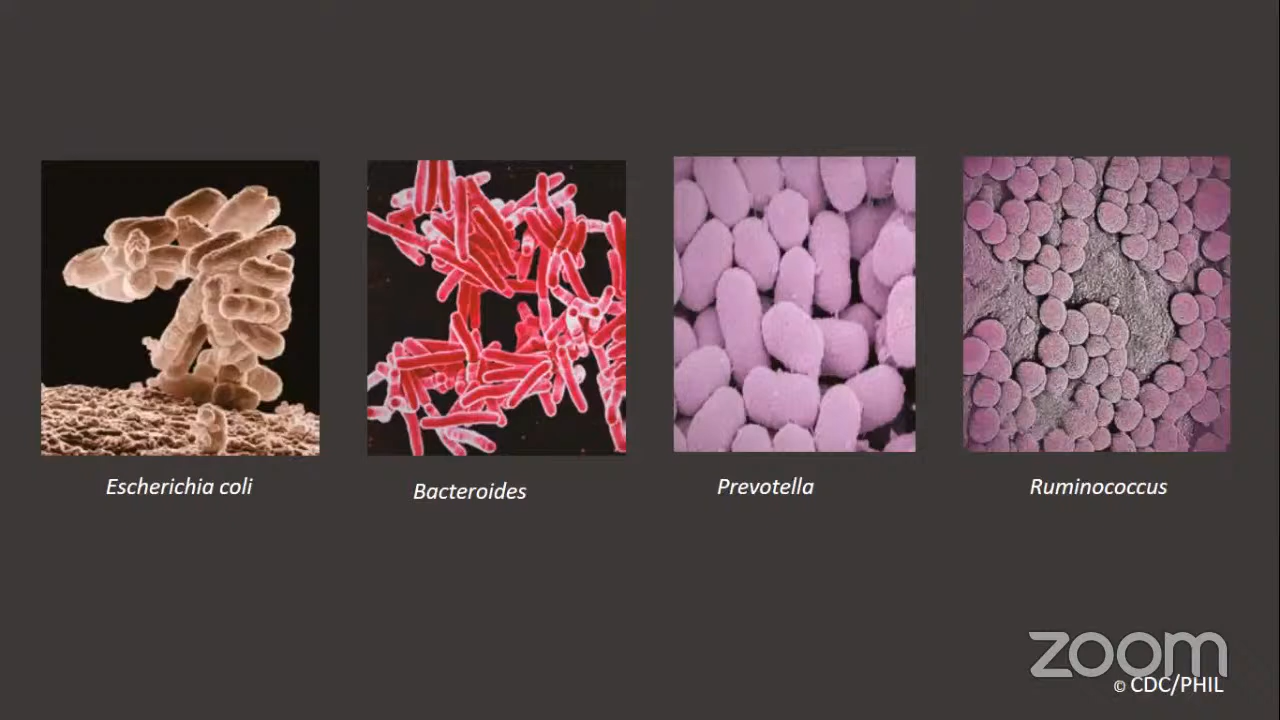 Escherichia coli
Bacteroides
Prevotella
Ruminococcus
zoom
© CDC/PHIL